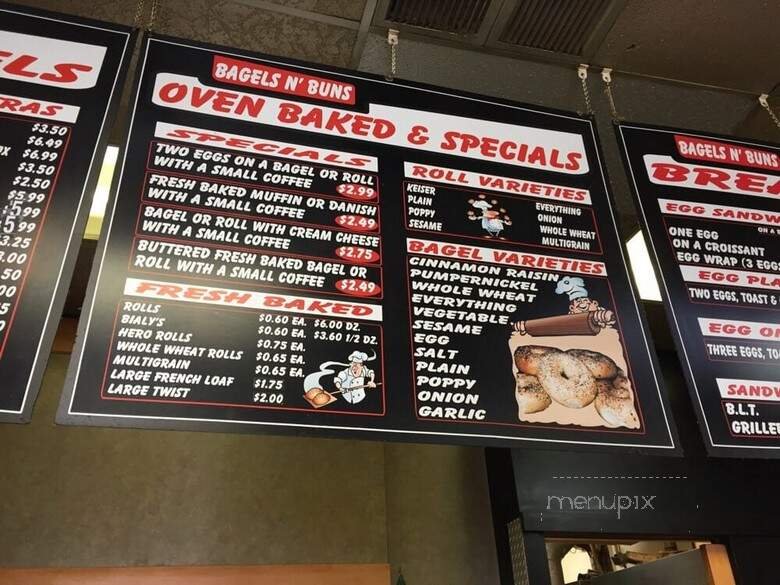 ELS
RAS
$3.50
$6.49
$6.99
$3.50
$2.50
$5.99
BAGELS N' BUNS
OVEN BAKED & SPECIALS
SPECIALS
TWO EGGS ON A BAGEL OR ROLL
WITH A SMALL COFFEE $2.99
FRESH BAKED MUFFIN OR DANISH
WITH A SMALL COFFEE $2.49
BAGEL OR ROLL WITH CREAM CHEESE
WITH A SMALL COFFEE $2.75
BUTTERED FRESH BAKED BAGEL OR
ROLL WITH A SMALL COFFEE $2.49
FRESH BAKED
ROLLS $0.60 EA. $6.00 DZ.
BIALY'S $0.60 EA. $3.60 1/2 DZ.
HERO ROLLS $0.75 EA.
WHOLE WHEAT ROLLS $0.65 EA.
MULTIGRAIN $0.65 EA.
LARGE FRENCH LOAF $1.75
LARGE TWIST $2.00
ROLL VARIETIES
KEISER
PLAIN
POPPY
SESAME
EVERYTHING
ONION
WHOLE WHEAT
MULTIGRAIN
BAGEL VARIETIES
CINNAMON RAISIN
PUMPERNICKEL
WHOLE WHEAT
EVERYTHING
VEGETABLE
SESAME
EGG
SALT
PLAIN
POPPY
ONION
GARLIC
BAGELS N' BUNS
BREA
EGG SANDW
ON A
ONE EGG
ON A CROISSANT
EGG WRAP (3 EGGS
EGG PLA
TWO EGGS, TOAST &
EGG O
THREE EGGS, TO
SANDW
B.L.T.
GRILLE
menupix